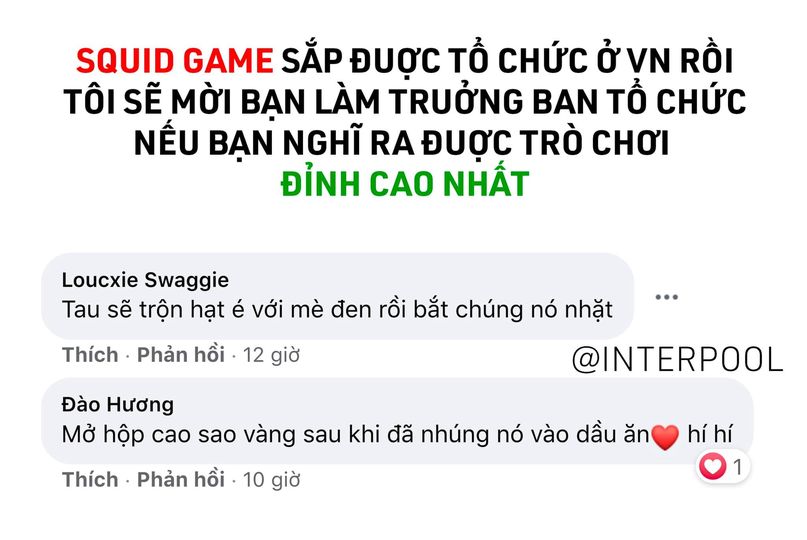 SQUID GAME SẮP ĐUỢC TỔ CHỨC Ở VN RỒI
TÔI SẼ MỜI BẠN LÀM TRUỞNG BAN TỔ CHỨC
NẾU BẠN NGHĨ RA ĐUỢC TRÒ CHƠI
ĐỈNH CAO NHẤT
Loucxie Swaggie
Tau sẽ trộn hạt é với mè đen rồi bắt chúng nó nhặt
Thích · Phản hồi · 12 giờ
@INTERPOOL
Đào Hương
Mở hộp cao sao vàng sau khi đã nhúng nó vào dầu ăn❤️ hí hí
1
Thích · Phản hồi · 10 giờ